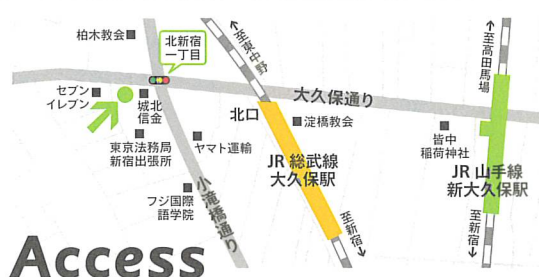 柏木教会
北新宿
一丁目
←至東中野
←至高田馬場
セブン
イレブン
城北
信金
大久保通り
北口
淀橋教会
東京法務局
新宿出張所
ヤマト運輸
皆中
稲荷神社
JR 総武線
大久保駅
JR 山手線
新大久保駅
フジ国際
語学院
小滝橋通り
至新宿→
至新宿→
Access